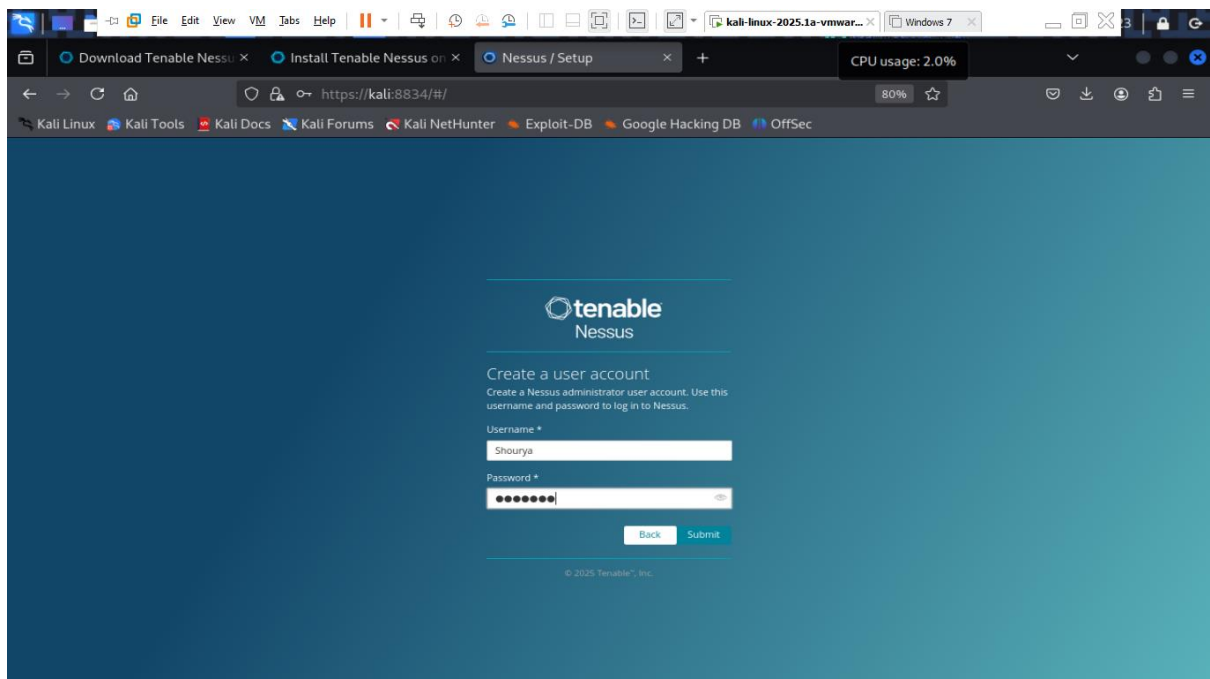 File Edit View VM Tabs Help kali-linux-2025.1a-vmwar... Windows 7
Download Tenable Nessu Install Tenable Nessus on Nessus / Setup CPU usage: 2.0%
https://kali:8834/#/ 80%
Kali Linux Kali Tools Kali Docs Kali Forums Kali NetHunter Exploit-DB Google Hacking DB OffSec
tenable
Nessus
Create a user account
Create a Nessus administrator user account. Use this
username and password to log in to Nessus.
Username *
Shourya
Password *
●●●●●●●
Back Submit
© 2025 Tenable™, Inc.